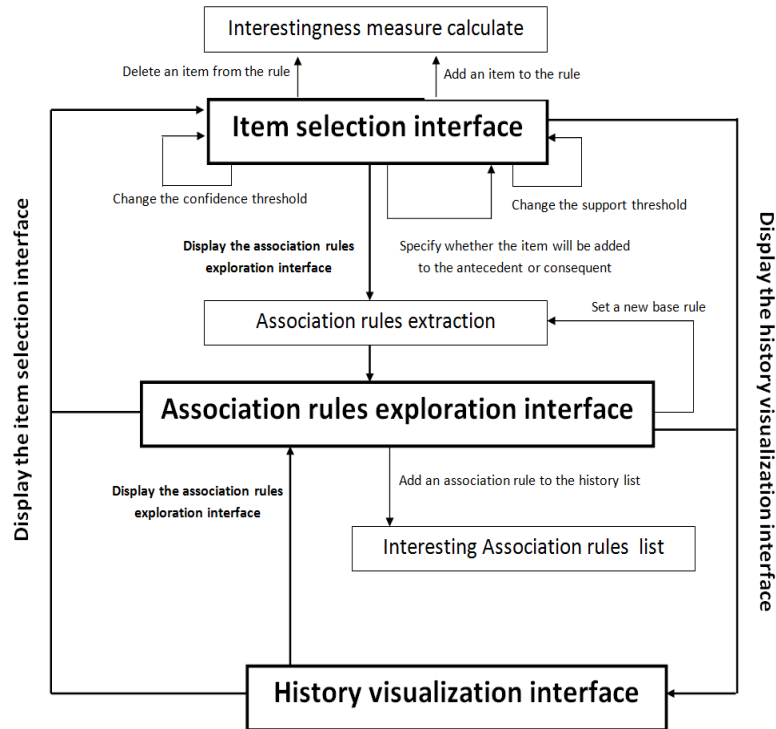 Interestingness measure calculate
Delete an item from the rule
Add an item to the rule
Item selection interface
Change the confidence threshold
Change the support threshold
Display the association rules
exploration interface
Specify whether the item will be added
to the antecedent or consequent
Association rules extraction
Set a new base rule
Association rules exploration interface
Display the association rules
exploration interface
Add an association rule to the history list
Interesting Association rules list
History visualization interface
Display the item selection interface
Display the history visualization interface